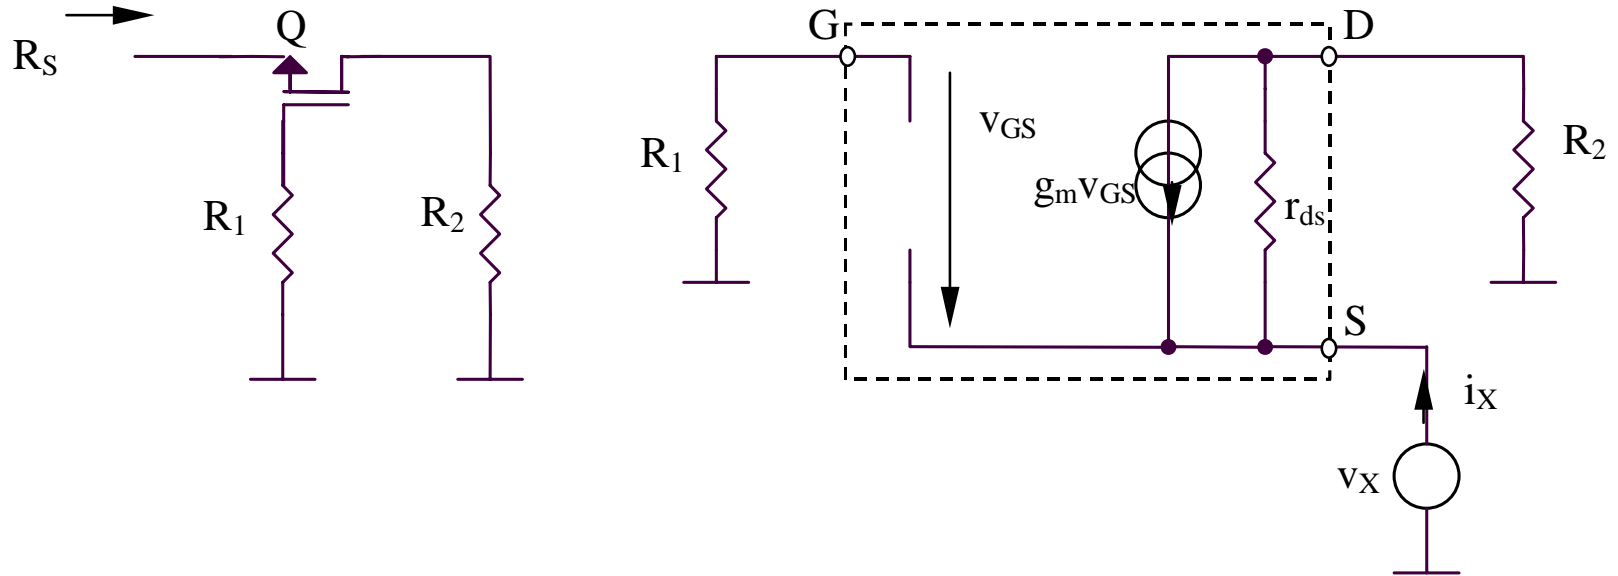 R_S
Q
R_1
R_2
G
D
v_GS
R_1
R_2
g_m v_GS
r_ds
S
i_X
v_X